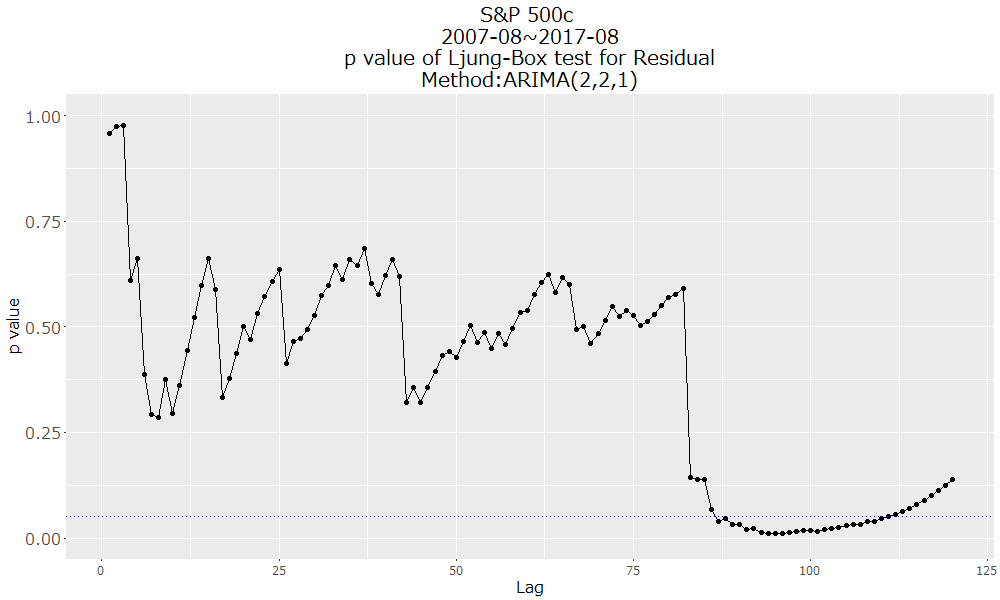 S&P 500c
2007-08~2017-08
p value of Ljung-Box test for Residual
Method:ARIMA(2,2,1)
1.00
0.75
0.50
0.25
0.00
p value
0 25 50 75 100 125
Lag